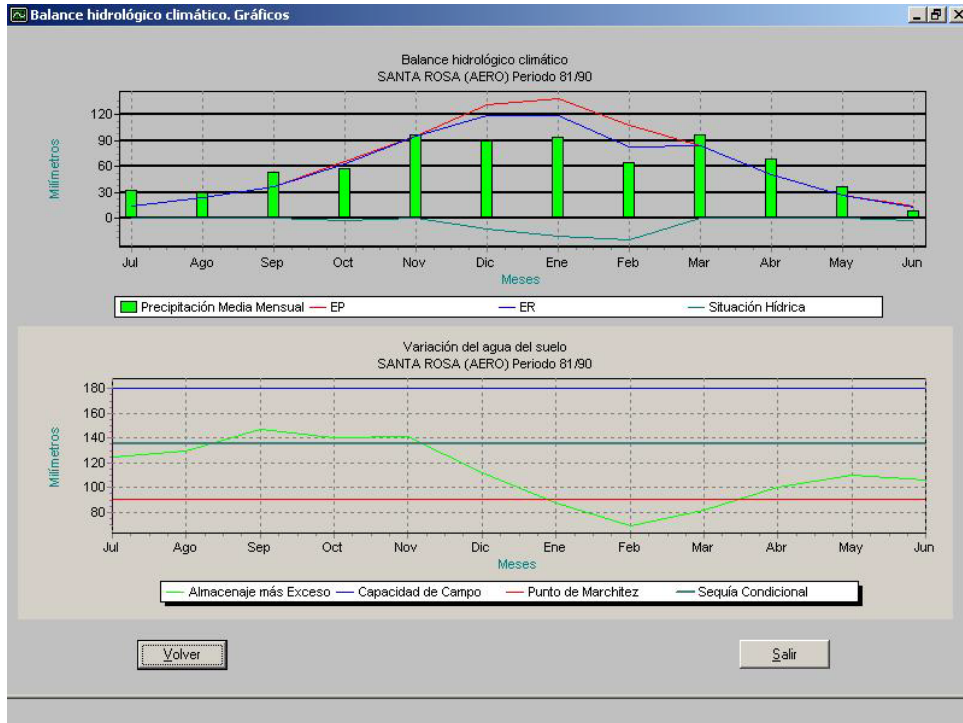 Balance hidrológico climático. Gráficos
Balance hidrológico climático
SANTA ROSA (AERO) Periodo 81/90
Milímetros
120
90
60
30
0
Jul Ago Sep Oct Nov Dic Ene Feb Mar Abr May Jun
Meses
Precipitación Media Mensual EP ER Situación Hídrica
Variación del agua del suelo
SANTA ROSA (AERO) Periodo 81/90
Milímetros
180
160
140
120
100
80
Jul Ago Sep Oct Nov Dic Ene Feb Mar Abr May Jun
Meses
Almacenaje más Exceso Capacidad de Campo Punto de Marchitez Sequía Condicional
Volver Salir